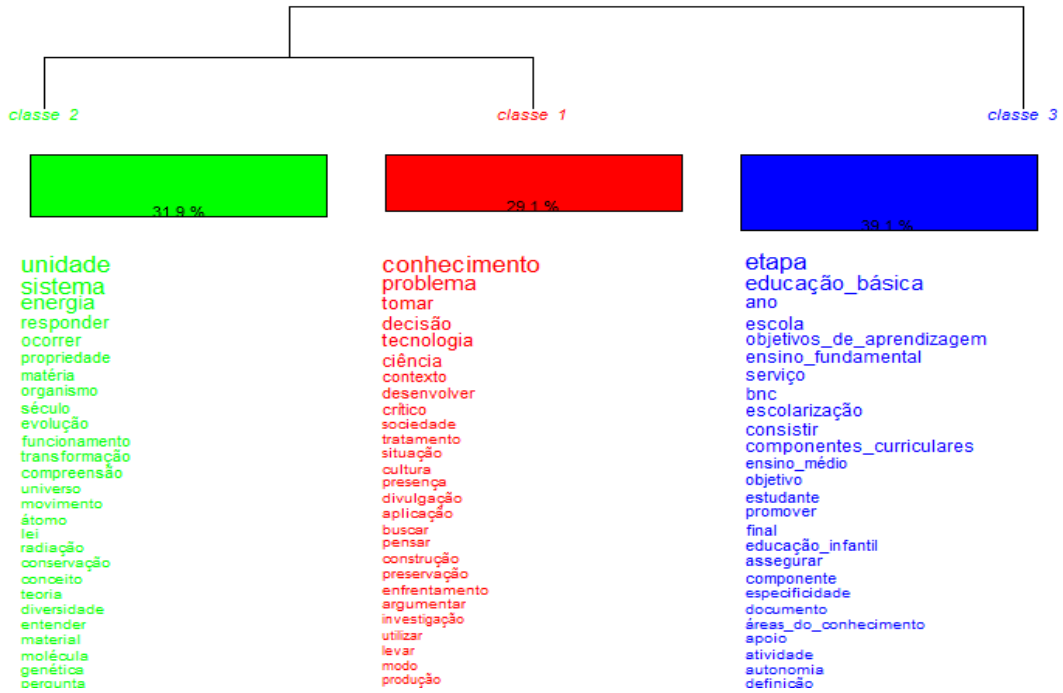 classe 2
classe 1
classe 3
31.9 %
29.1 %
39.1 %
unidade
sistema
energia
responder
ocorrer
propriedade
matéria
organismo
século
evolução
funcionamento
transformação
compreensão
universo
movimento
átomo
lei
radiação
conservação
conceito
teoria
diversidade
entender
material
molécula
genética
pergunta
conhecimento
problema
tomar
decisão
tecnologia
ciência
contexto
desenvolver
crítico
sociedade
tratamento
situação
cultura
presença
divulgação
aplicação
buscar
pensar
construção
preservação
enfrentamento
argumentar
investigação
utilizar
levar
modo
produção
etapa
educação_básica
ano
escola
objetivos_de_aprendizagem
ensino_fundamental
serviço
bnc
escolarização
consistir
componentes_curriculares
ensino_médio
objetivo
estudante
promover
final
educação_infantil
assegurar
componente
especificidade
documento
áreas_do_conhecimento
apoio
atividade
autonomia
definição